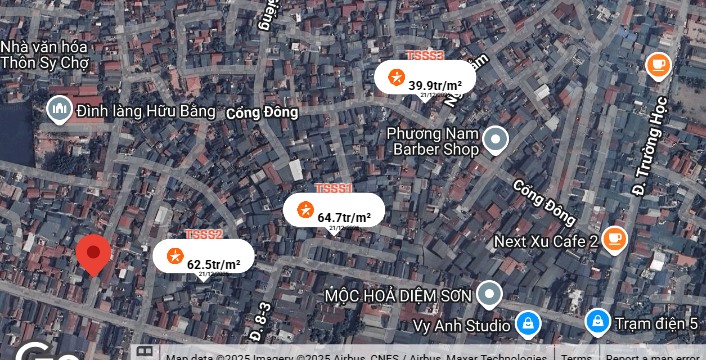 Nhà văn hóa
Thôn Sy Chợ
TSSS3
39.9tr/m²
Đình làng Hữu Bằng
Cổng Đông
Phương Nam
Barber Shop
Đ. Trường Học
Cổng Đông
TSSS1
64.7tr/m²
TSSS2
62.5tr/m²
Next Xu Cafe 2
MỘC HOẢ DIỆM SƠN
Đ. 8-3
Vy Anh Studio
Trạm điện 5
Map data ©2025 Imagery ©2025 Airbus, CNES / Airbus, Maxar Technologies
Terms
Report a map error